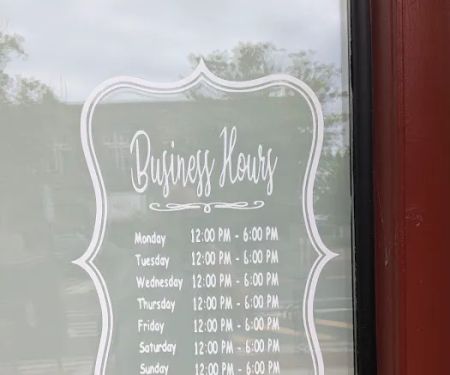 Business Hours
Monday 12:00 PM - 6:00 PM
Tuesday 12:00 PM - 6:00 PM
Wednesday 12:00 PM - 6:00 PM
Thursday 12:00 PM - 6:00 PM
Friday 12:00 PM - 6:00 PM
Saturday 12:00 PM - 6:00 PM
Sunday 12:00 PM - 6:00 PM